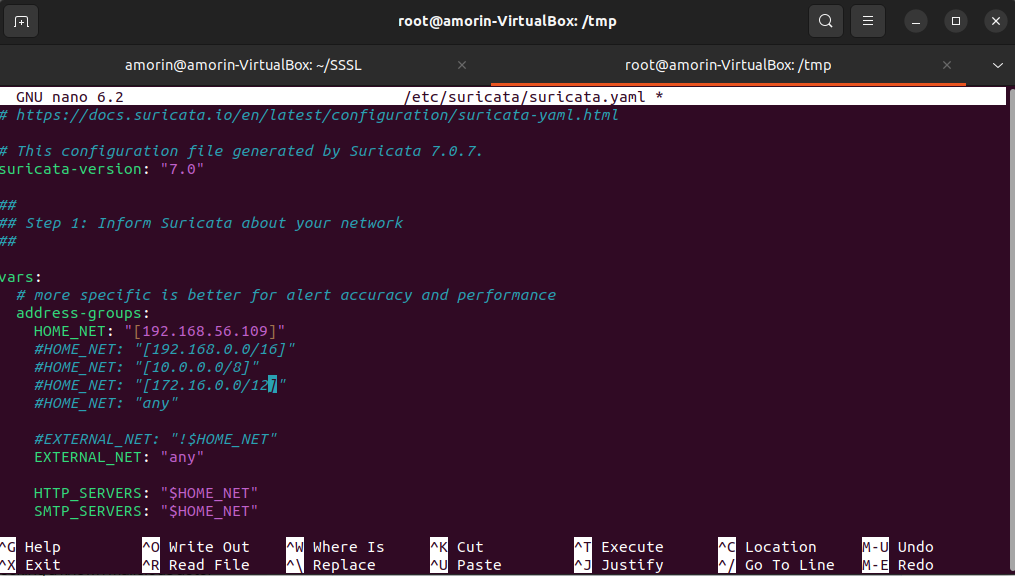 root@amorin-VirtualBox: /tmp
amorin@amorin-VirtualBox: ~/SSSL
root@amorin-VirtualBox: /tmp
GNU nano 6.2 /etc/suricata/suricata.yaml *
# https://docs.suricata.io/en/latest/configuration/suricata-yaml.html
# This configuration file generated by Suricata 7.0.7.
suricata-version: "7.0"
##
## Step 1: Inform Suricata about your network
##
vars:
# more specific is better for alert accuracy and performance
address-groups:
HOME_NET: "[192.168.56.109]"
#HOME_NET: "[192.168.0.0/16]"
#HOME_NET: "[10.0.0.0/8]"
#HOME_NET: "[172.16.0.0/12]"
#HOME_NET: "any"
#EXTERNAL_NET: "!$HOME_NET"
EXTERNAL_NET: "any"
HTTP_SERVERS: "$HOME_NET"
SMTP_SERVERS: "$HOME_NET"
^G Help ^O Write Out ^W Where Is ^K Cut ^T Execute ^C Location M-U Undo
^X Exit ^R Read File ^\ Replace ^U Paste ^J Justify ^/ Go To Line M-E Redo